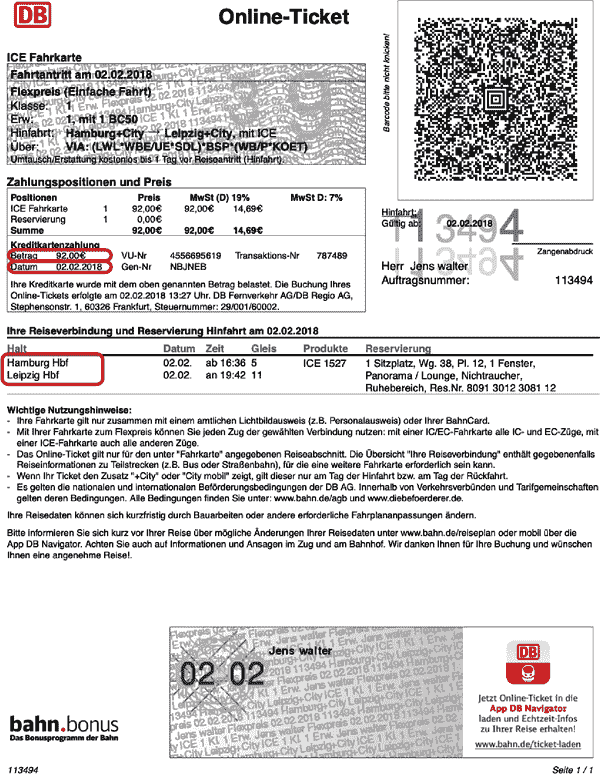 DB
Online-Ticket
Barcode bitte nicht knicken!
ICE Fahrkarte
Fahrtantritt am 02.02.2018
Flexpreis (Einfache Fahrt)
Klasse: 1
Erw: 1, mit 1 BC50
Hinfahrt: Hamburg+City → Leipzig+City, mit ICE
Über: VIA: (LWL*WBE/UE*SDL)*BSP*(WB/P*KOET)
Umtausch/Erstattung kostenlos bis 1 Tag vor Reiseantritt (Hinfahrt).
Zahlungspositionen und Preis
Positionen Preis MwSt (D) 19% MwSt D: 7%
ICE Fahrkarte 1 92,00€ 92,00€ 14,69€
Reservierung 1 0,00€
Summe 92,00€ 92,00€ 14,69€
Kreditkartenzahlung
Betrag 92,00€ VU-Nr 4556695619 Transaktions-Nr 787489
Datum 02.02.2018 Gen-Nr NBJNEB
Ihre Kreditkarte wurde mit dem oben genannten Betrag belastet. Die Buchung Ihres
Online-Tickets erfolgte am 02.02.2018 13:27 Uhr. DB Fernverkehr AG/DB Regio AG,
Stephensonstr. 1, 60326 Frankfurt, Steuernummer: 29/001/60002.
Hinfahrt:
Gültig ab: 02.02.2018
113494
Zangenabdruck
Herr Jens walter
Auftragsnummer: 113494
Ihre Reiseverbindung und Reservierung Hinfahrt am 02.02.2018
Halt Datum Zeit Gleis Produkte Reservierung
Hamburg Hbf 02.02. ab 16:36 5 ICE 1527 1 Sitzplatz, Wg. 38, Pl. 12, 1 Fenster,
Leipzig Hbf 02.02. an 19:42 11 Panorama / Lounge, Nichtraucher,
Ruhebereich, Res.Nr. 8091 3012 3081 12
Wichtige Nutzungshinweise:
- Ihre Fahrkarte gilt nur zusammen mit einem amtlichen Lichtbildausweis (z.B. Personalausweis) oder Ihrer BahnCard.
- Mit Ihrer Fahrkarte zum Flexpreis können Sie jeden Zug der gewählten Verbindung nutzen: mit einer IC/EC-Fahrkarte alle IC- und EC-Züge, mit
einer ICE-Fahrkarte auch alle anderen Züge.
- Das Online-Ticket gilt nur für den unter "Fahrkarte" angegebenen Reiseabschnitt. Die Übersicht "Ihre Reiseverbindung" enthält gegebenenfalls
Reiseinformationen zu Teilstrecken (z.B. Bus oder Straßenbahn), für die eine weitere Fahrkarte erforderlich sein kann.
- Wenn Ihr Ticket den Zusatz "+City" oder "City mobil" zeigt, gilt dieser nur am Tag der Hinfahrt bzw. am Tag der Rückfahrt.
- Es gelten die nationalen und internationalen Beförderungsbedingungen der DB AG. Innerhalb von Verkehrsverbünden und Tarifgemeinschaften
gelten deren Bedingungen. Alle Bedingungen finden Sie unter: www.bahn.de/agb und www.diebefoerderer.de.
Ihre Reisedaten können sich kurzfristig durch Bauarbeiten oder andere erforderliche Fahrplananpassungen ändern.
Bitte informieren Sie sich kurz vor Ihrer Reise über mögliche Änderungen Ihrer Reisedaten unter www.bahn.de/reiseplan oder mobil über die
App DB Navigator. Achten Sie auch auf Informationen und Ansagen im Zug und am Bahnhof. Wir danken Ihnen für Ihre Buchung und wünschen
Ihnen eine angenehme Reise!.
Jens walter
02 02
DB
Jetzt Online-Ticket in die
App DB Navigator
laden und Echtzeit-Infos
zu Ihrer Reise erhalten!
www.bahn.de/ticket-laden
bahn.bonus
Das Bonusprogramm der Bahn
113494
Seite 1 / 1